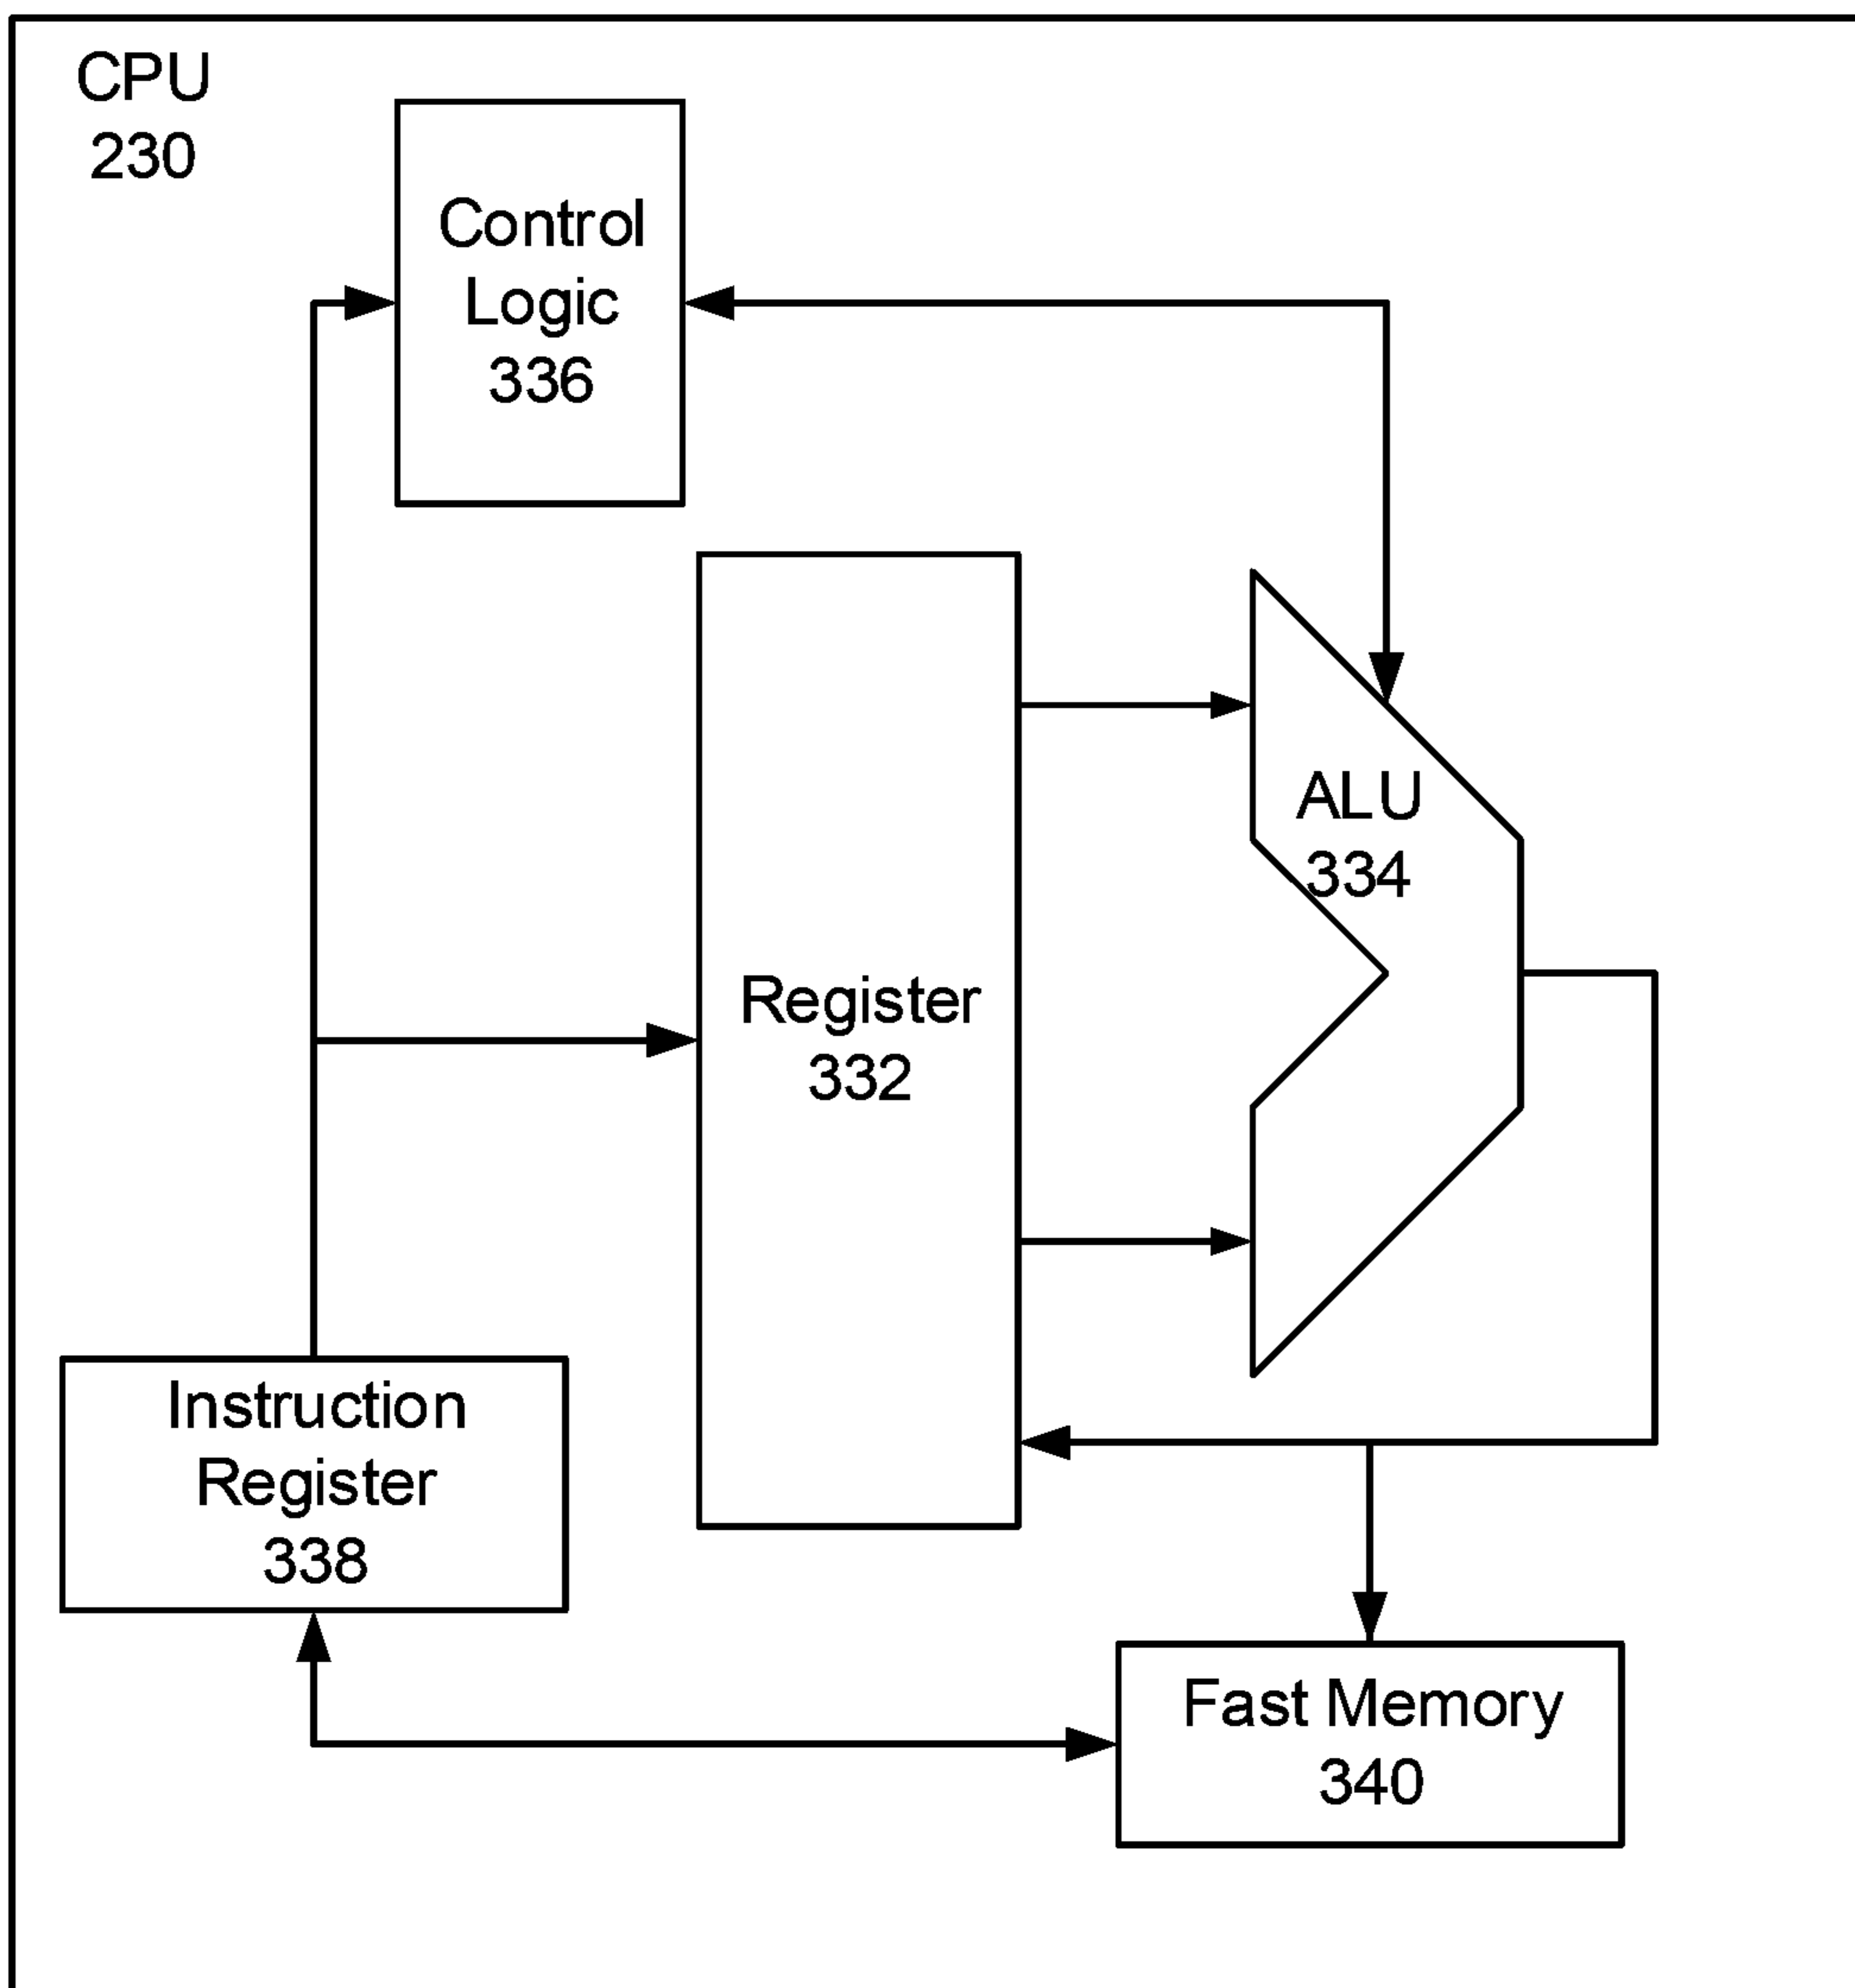 CPU
230
Control
Logic
336
ALU
334
Register
332
Instruction
Register
338
Fast Memory
340